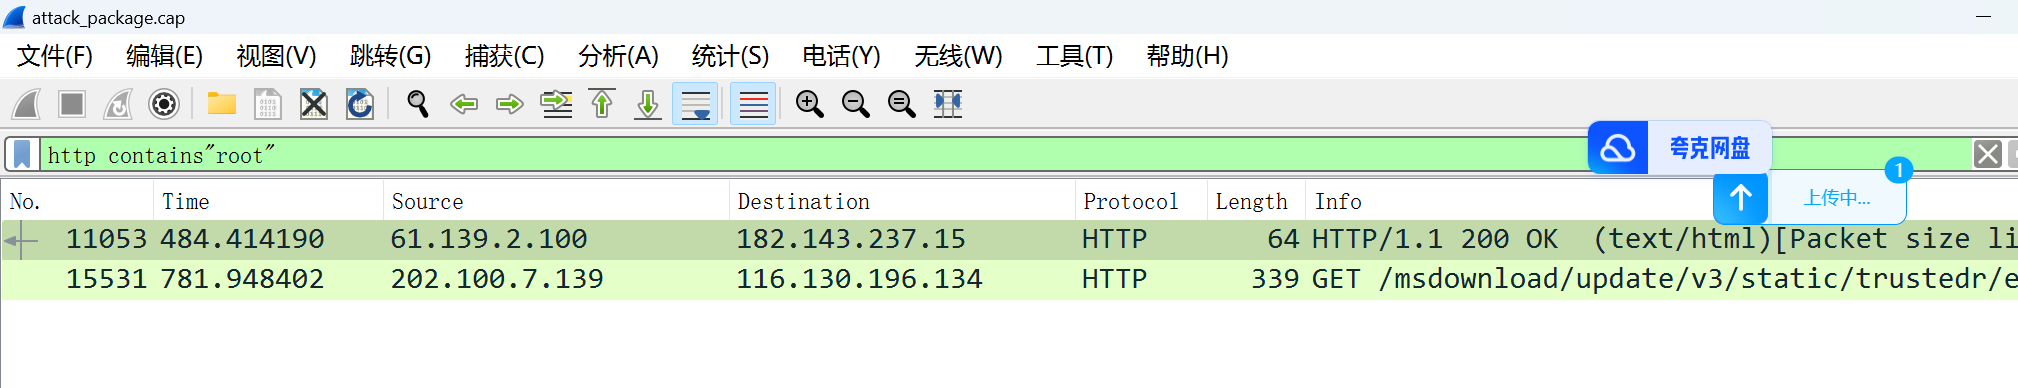 attack_package.cap
文件(F) 编辑(E) 视图(V) 跳转(G) 捕获(C) 分析(A) 统计(S) 电话(Y) 无线(W) 工具(T) 帮助(H)
http contains"root"
夸克网盘
1
上传中...
No. Time Source Destination Protocol Length Info
11053 484.414190 61.139.2.100 182.143.237.15 HTTP 64 HTTP/1.1 200 OK (text/html)[Packet size li
15531 781.948402 202.100.7.139 116.130.196.134 HTTP 339 GET /msdownload/update/v3/static/trustedr/e